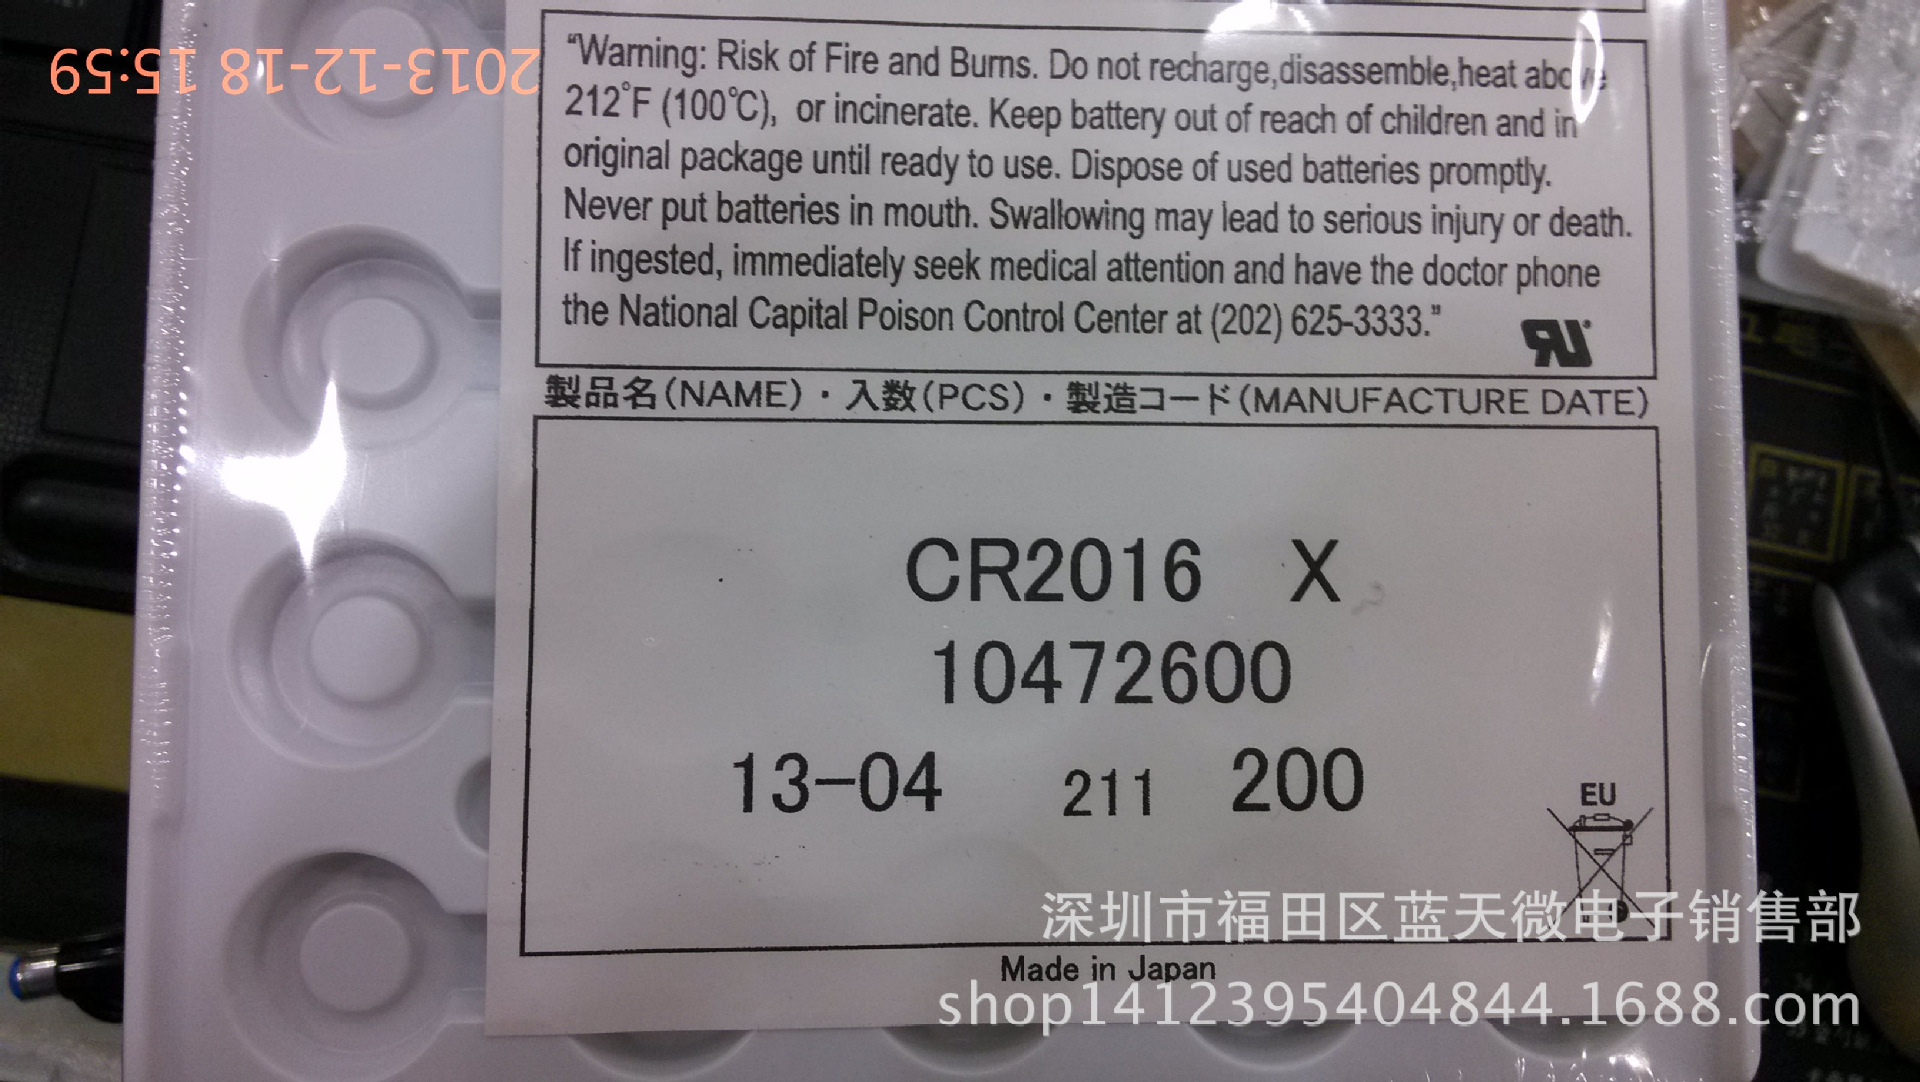 2013-12-18 15:59
“Warning: Risk of Fire and Burns. Do not recharge,disassemble,heat above
212°F (100℃), or incinerate. Keep battery out of reach of children and in
original package until ready to use. Dispose of used batteries promptly.
Never put batteries in mouth. Swallowing may lead to serious injury or death.
If ingested, immediately seek medical attention and have the doctor phone
the National Capital Poison Control Center at (202) 625-3333.”
製品名(NAME)・入数(PCS)・製造コード(MANUFACTURE DATE)
CR2016 X
10472600
13-04 211 200
EU
深圳市福田区蓝天微电子销售部
Made in Japan
shop1412395404844.1688.com